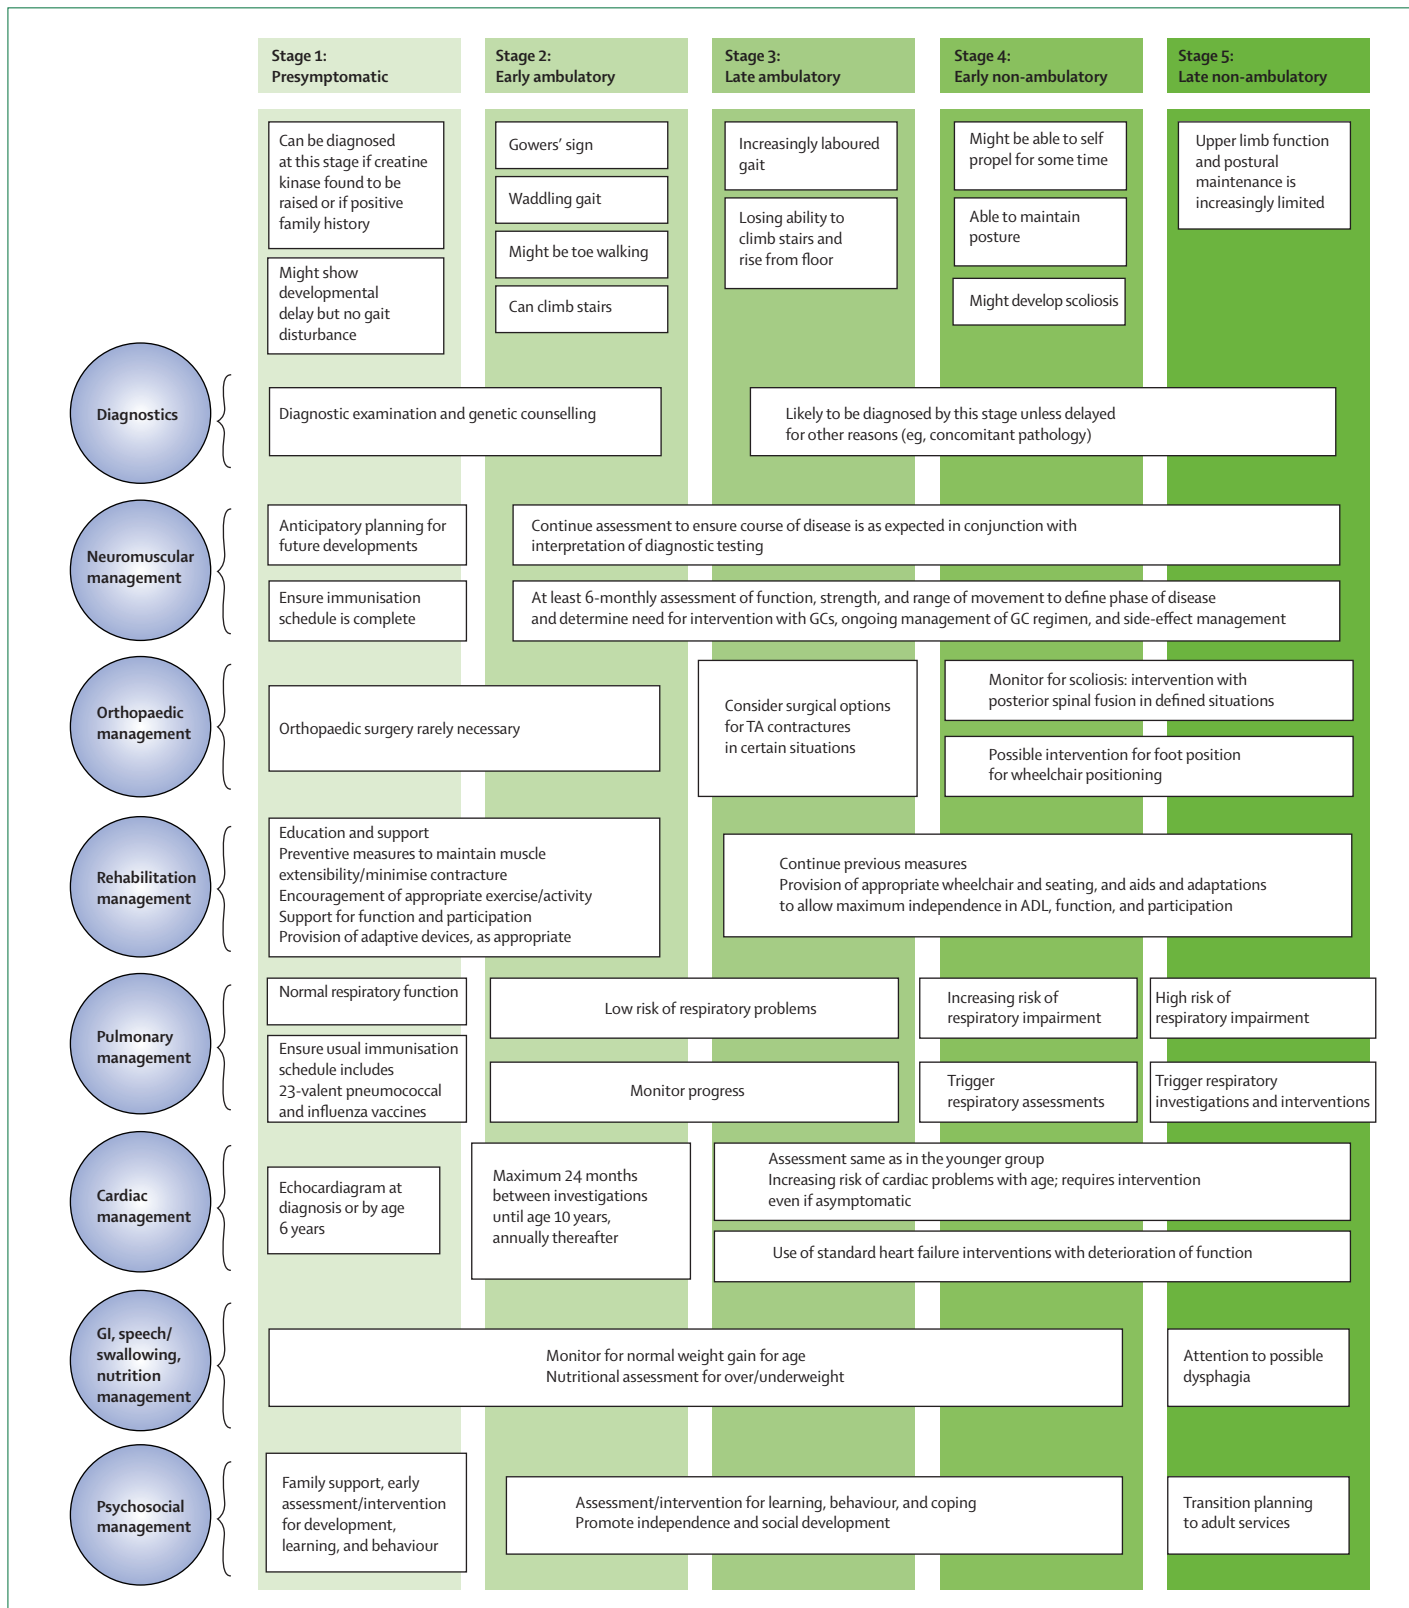 Stage 1:
Presymptomatic
Stage 2:
Early ambulatory
Stage 3:
Late ambulatory
Stage 4:
Early non-ambulatory
Stage 5:
Late non-ambulatory
Can be diagnosed
at this stage if creatine
kinase found to be
raised or if positive
family history
Might show
developmental
delay but no gait
disturbance
Gowers’ sign
Waddling gait
Might be toe walking
Can climb stairs
Increasingly laboured
gait
Losing ability to
climb stairs and
rise from floor
Might be able to self
propel for some time
Able to maintain
posture
Might develop scoliosis
Upper limb function
and postural
maintenance is
increasingly limited
Diagnostics
Diagnostic examination and genetic counselling
Likely to be diagnosed by this stage unless delayed
for other reasons (eg, concomitant pathology)
Neuromuscular
management
Anticipatory planning for
future developments
Ensure immunisation
schedule is complete
Continue assessment to ensure course of disease is as expected in conjunction with
interpretation of diagnostic testing
At least 6-monthly assessment of function, strength, and range of movement to define phase of disease
and determine need for intervention with GCs, ongoing management of GC regimen, and side-effect management
Orthopaedic
management
Orthopaedic surgery rarely necessary
Consider surgical options
for TA contractures
in certain situations
Monitor for scoliosis: intervention with
posterior spinal fusion in defined situations
Possible intervention for foot position
for wheelchair positioning
Rehabilitation
management
Education and support
Preventive measures to maintain muscle
extensibility/minimise contracture
Encouragement of appropriate exercise/activity
Support for function and participation
Provision of adaptive devices, as appropriate
Continue previous measures
Provision of appropriate wheelchair and seating, and aids and adaptations
to allow maximum independence in ADL, function, and participation
Pulmonary
management
Normal respiratory function
Ensure usual immunisation
schedule includes
23-valent pneumococcal
and influenza vaccines
Low risk of respiratory problems
Monitor progress
Increasing risk of
respiratory impairment
Trigger
respiratory assessments
High risk of
respiratory impairment
Trigger respiratory
investigations and interventions
Cardiac
management
Echocardiagram at
diagnosis or by age
6 years
Maximum 24 months
between investigations
until age 10 years,
annually thereafter
Assessment same as in the younger group
Increasing risk of cardiac problems with age; requires intervention
even if asymptomatic
Use of standard heart failure interventions with deterioration of function
GI, speech/
swallowing,
nutrition
management
Monitor for normal weight gain for age
Nutritional assessment for over/underweight
Attention to possible
dysphagia
Psychosocial
management
Family support, early
assessment/intervention
for development,
learning, and behaviour
Assessment/intervention for learning, behaviour, and coping
Promote independence and social development
Transition planning
to adult services